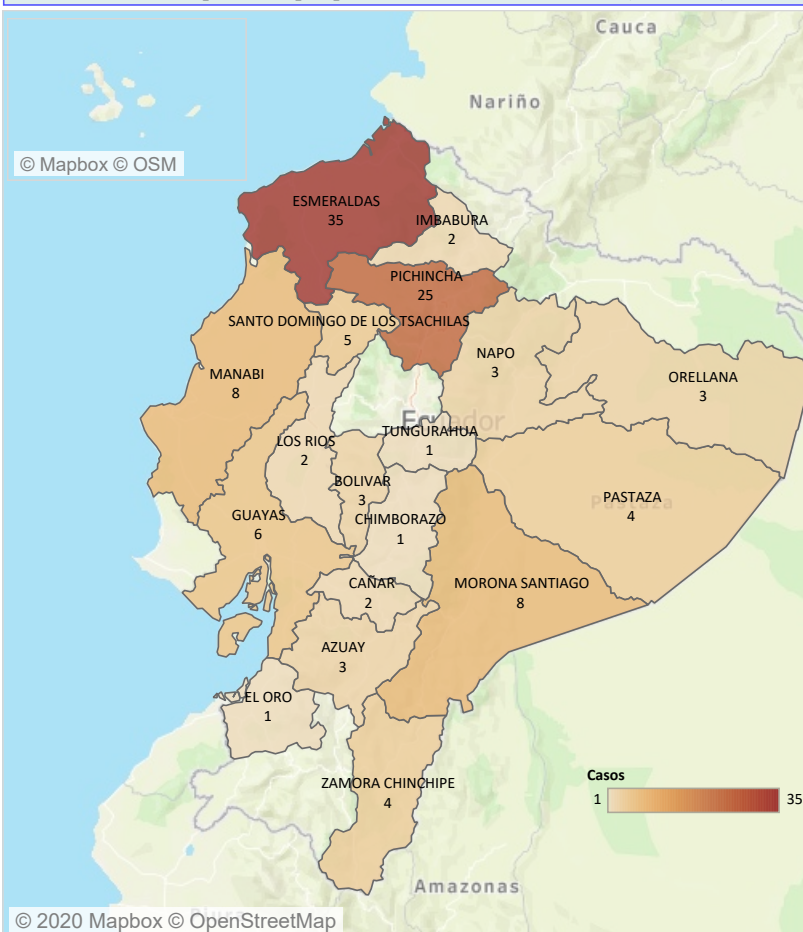 Cauca
Nariño
© Mapbox © OSM
ESMERALDAS
35
IMBABURA
2
PICHINCHA
25
SANTO DOMINGO DE LOS TSACHILAS
5
NAPO
3
MANABI
8
ORELLANA
3
Ecuador
TUNGURAHUA
1
LOS RIOS
2
BOLIVAR
3
PASTAZA
4
Pastaza
GUAYAS
6
CHIMBORAZO
1
CAÑAR
2
MORONA SANTIAGO
8
AZUAY
3
EL ORO
1
ZAMORA CHINCHIPE
4
Casos
1
35
Amazonas
© 2020 Mapbox © OpenStreetMap